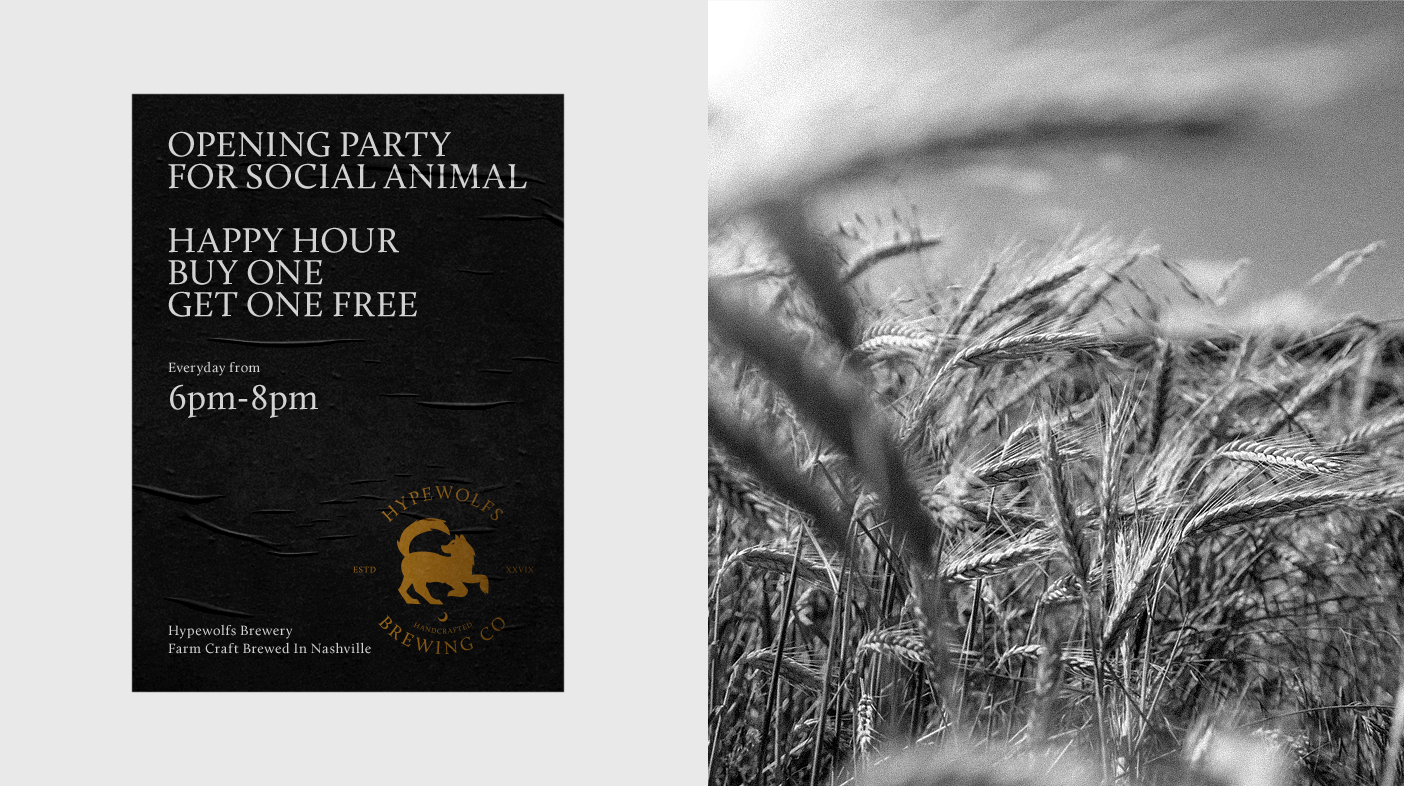 OPENING PARTY
FOR SOCIAL ANIMAL
HAPPY HOUR
BUY ONE
GET ONE FREE
Everyday from
6pm-8pm
HYPEWOLFS
ESTD
XXVIX
HANDCRAFTED
BREWING CO
Hypewolfs Brewery
Farm Craft Brewed In Nashville